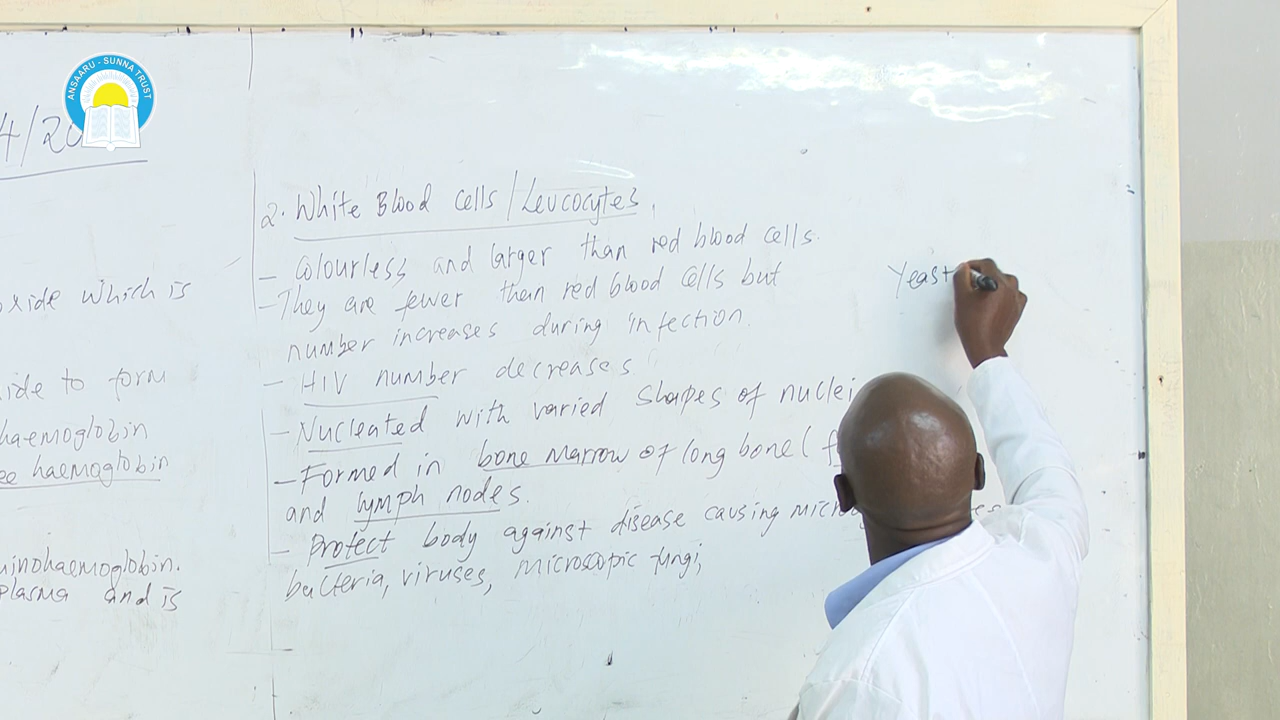 ANSAARU - SUNNA TRUST
4/20
oxide which is
ide to form
haemoglobin
haemoglobin
minohaemoglobin.
plasma and is
2. White Blood cells / Leucocytes.
- Colourless and larger than red blood cells.
- They are fewer than red blood cells but
number increases during infection.
- HIV number decreases.
- Nucleated with varied shapes of nuclei
- Formed in bone marrow of long bone ( f
and lymph nodes.
- Protect body against disease causing micro
bacteria, viruses, microscopic fungi,
Yeast